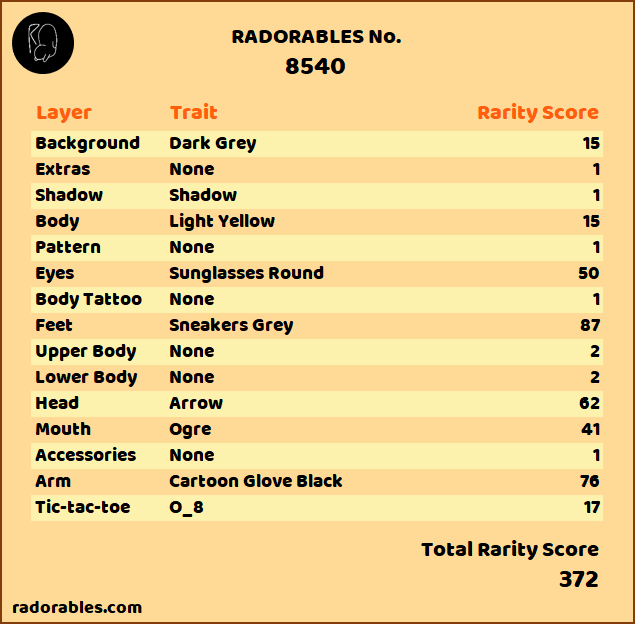 RADORABLES No.
8540
Layer Trait Rarity Score
Background Dark Grey 15
Extras None 1
Shadow Shadow 1
Body Light Yellow 15
Pattern None 1
Eyes Sunglasses Round 50
Body Tattoo None 1
Feet Sneakers Grey 87
Upper Body None 2
Lower Body None 2
Head Arrow 62
Mouth Ogre 41
Accessories None 1
Arm Cartoon Glove Black 76
Tic-tac-toe O_8 17
Total Rarity Score
372
radorables.com